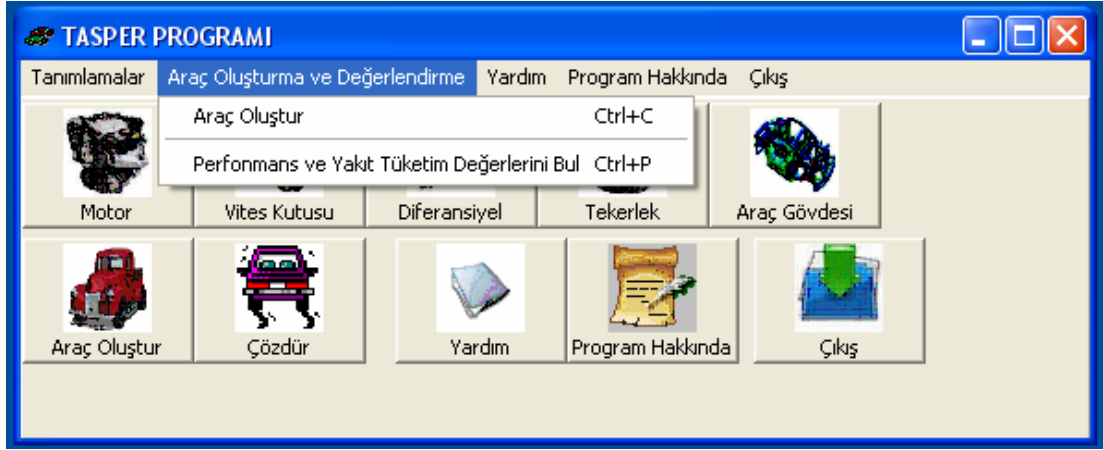 TASPER PROGRAMI
Tanımlamalar Araç Oluşturma ve Değerlendirme Yardım Program Hakkında Çıkış
Araç Oluştur Ctrl+C
Perfonmans ve Yakıt Tüketim Değerlerini Bul Ctrl+P
Motor Vites Kutusu Diferansiyel Tekerlek Araç Gövdesi
Araç Oluştur Çözdür Yardım Program Hakkında Çıkış